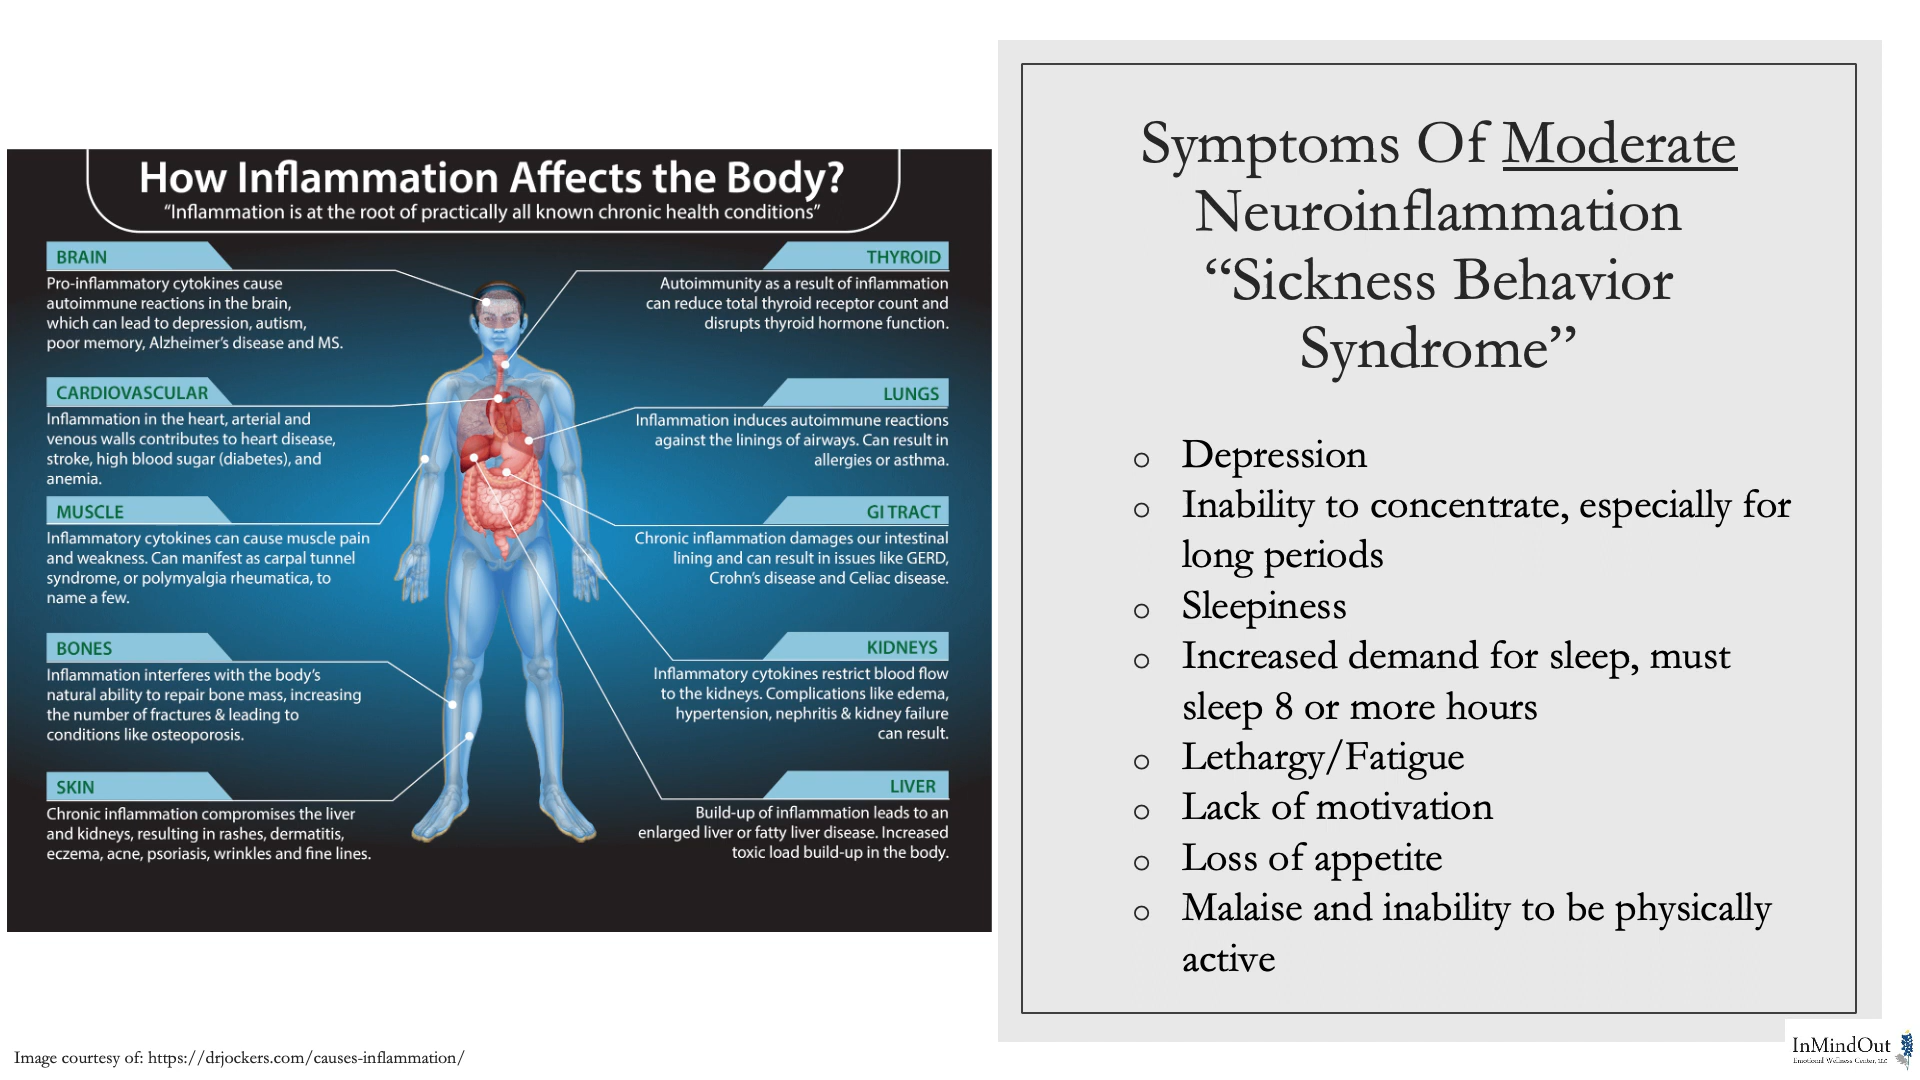 How Inflammation Affects the Body?
“Inflammation is at the root of practically all known chronic health conditions”
BRAIN
Pro-inflammatory cytokines cause
autoimmune reactions in the brain,
which can lead to depression, autism,
poor memory, Alzheimer’s disease and MS.
CARDIOVASCULAR
Inflammation in the heart, arterial and
venous walls contributes to heart disease,
stroke, high blood sugar (diabetes), and
anemia.
MUSCLE
Inflammatory cytokines can cause muscle pain
and weakness. Can manifest as carpal tunnel
syndrome, or polymyalgia rheumatica, to
name a few.
BONES
Inflammation interferes with the body’s
natural ability to repair bone mass, increasing
the number of fractures & leading to
conditions like osteoporosis.
SKIN
Chronic inflammation compromises the liver
and kidneys, resulting in rashes, dermatitis,
eczema, acne, psoriasis, wrinkles and fine lines.
THYROID
Autoimmunity as a result of inflammation
can reduce total thyroid receptor count and
disrupts thyroid hormone function.
LUNGS
Inflammation induces autoimmune reactions
against the linings of airways. Can result in
allergies or asthma.
GI TRACT
Chronic inflammation damages our intestinal
lining and can result in issues like GERD,
Crohn’s disease and Celiac disease.
KIDNEYS
Inflammatory cytokines restrict blood flow
to the kidneys. Complications like edema,
hypertension, nephritis & kidney failure
can result.
LIVER
Build-up of inflammation leads to an
enlarged liver or fatty liver disease. Increased
toxic load build-up in the body.
Image courtesy of: https://drjockers.com/causes-inflammation/
Symptoms Of Moderate
Neuroinflammation
“Sickness Behavior
Syndrome”
o Depression
o Inability to concentrate, especially for
long periods
o Sleepiness
o Increased demand for sleep, must
sleep 8 or more hours
o Lethargy/Fatigue
o Lack of motivation
o Loss of appetite
o Malaise and inability to be physically
active
InMindOut
Emotional Wellness Center, LLC